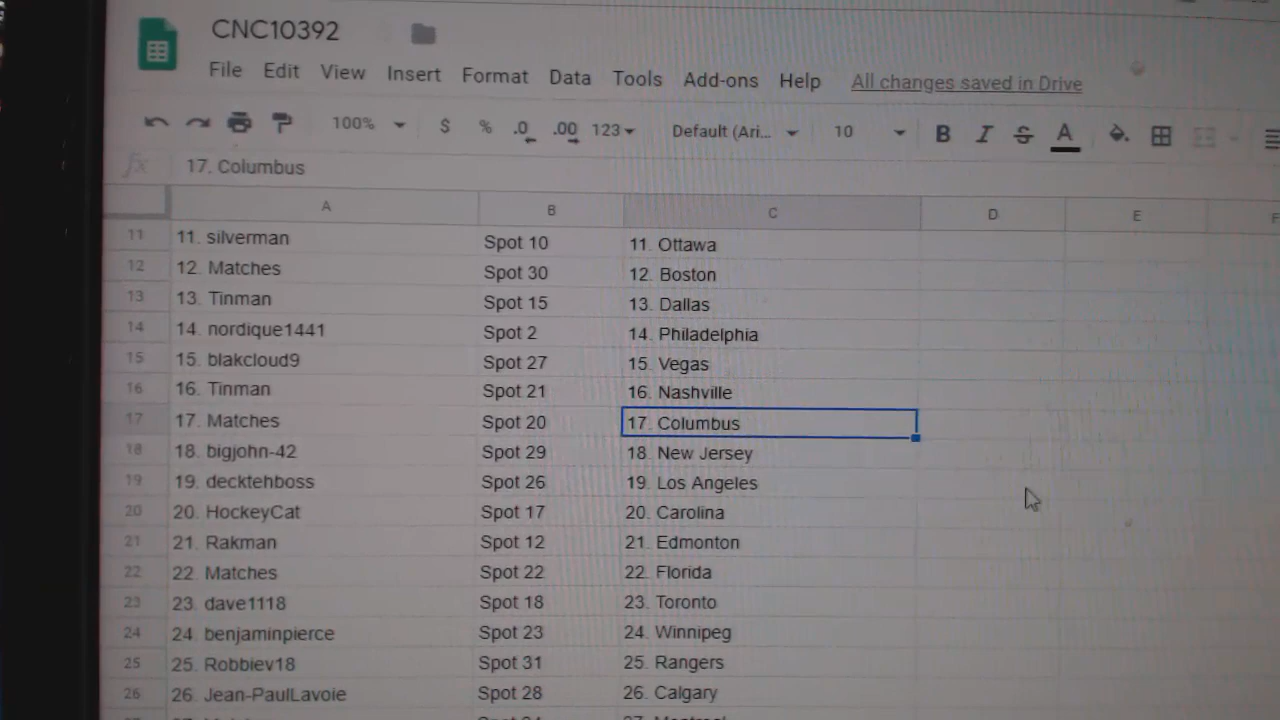 CNC10392
File Edit View Insert Format Data Tools Add-ons Help All changes saved in Drive
100% $ % .0 .00 123 Default (Ari... 10 B I S A
fx 17. Columbus
A B C D E F
11 11. silverman Spot 10 11. Ottawa
12 12. Matches Spot 30 12. Boston
13 13. Tinman Spot 15 13. Dallas
14 14. nordique1441 Spot 2 14. Philadelphia
15 15. blakcloud9 Spot 27 15. Vegas
16 16. Tinman Spot 21 16. Nashville
17 17. Matches Spot 20 17. Columbus
18 18. bigjohn-42 Spot 29 18. New Jersey
19 19. decktehboss Spot 26 19. Los Angeles
20 20. HockeyCat Spot 17 20. Carolina
21 21. Rakman Spot 12 21. Edmonton
22 22. Matches Spot 22 22. Florida
23 23. dave1118 Spot 18 23. Toronto
24 24. benjaminpierce Spot 23 24. Winnipeg
25 25. Robbiev18 Spot 31 25. Rangers
26 26. Jean-PaulLavoie Spot 28 26. Calgary